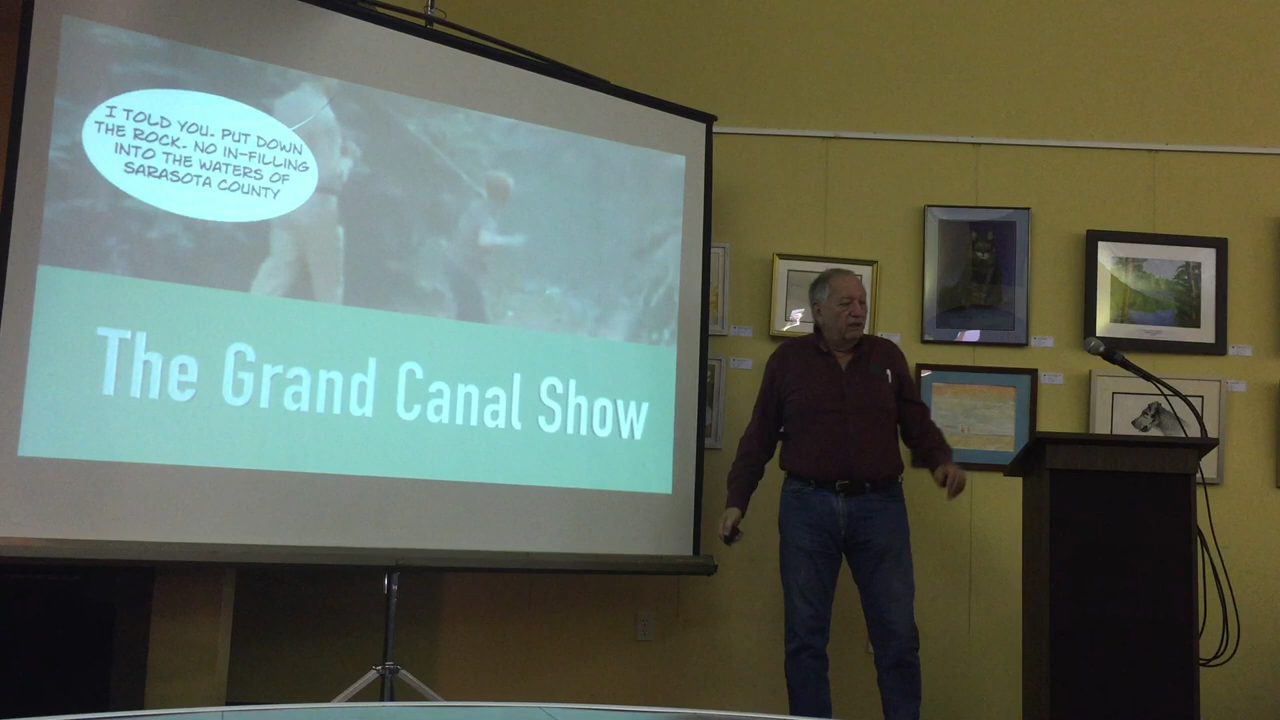 I TOLD YOU. PUT DOWN
THE ROCK. NO IN-FILLING
INTO THE WATERS OF
SARASOTA COUNTY
The Grand Canal Show